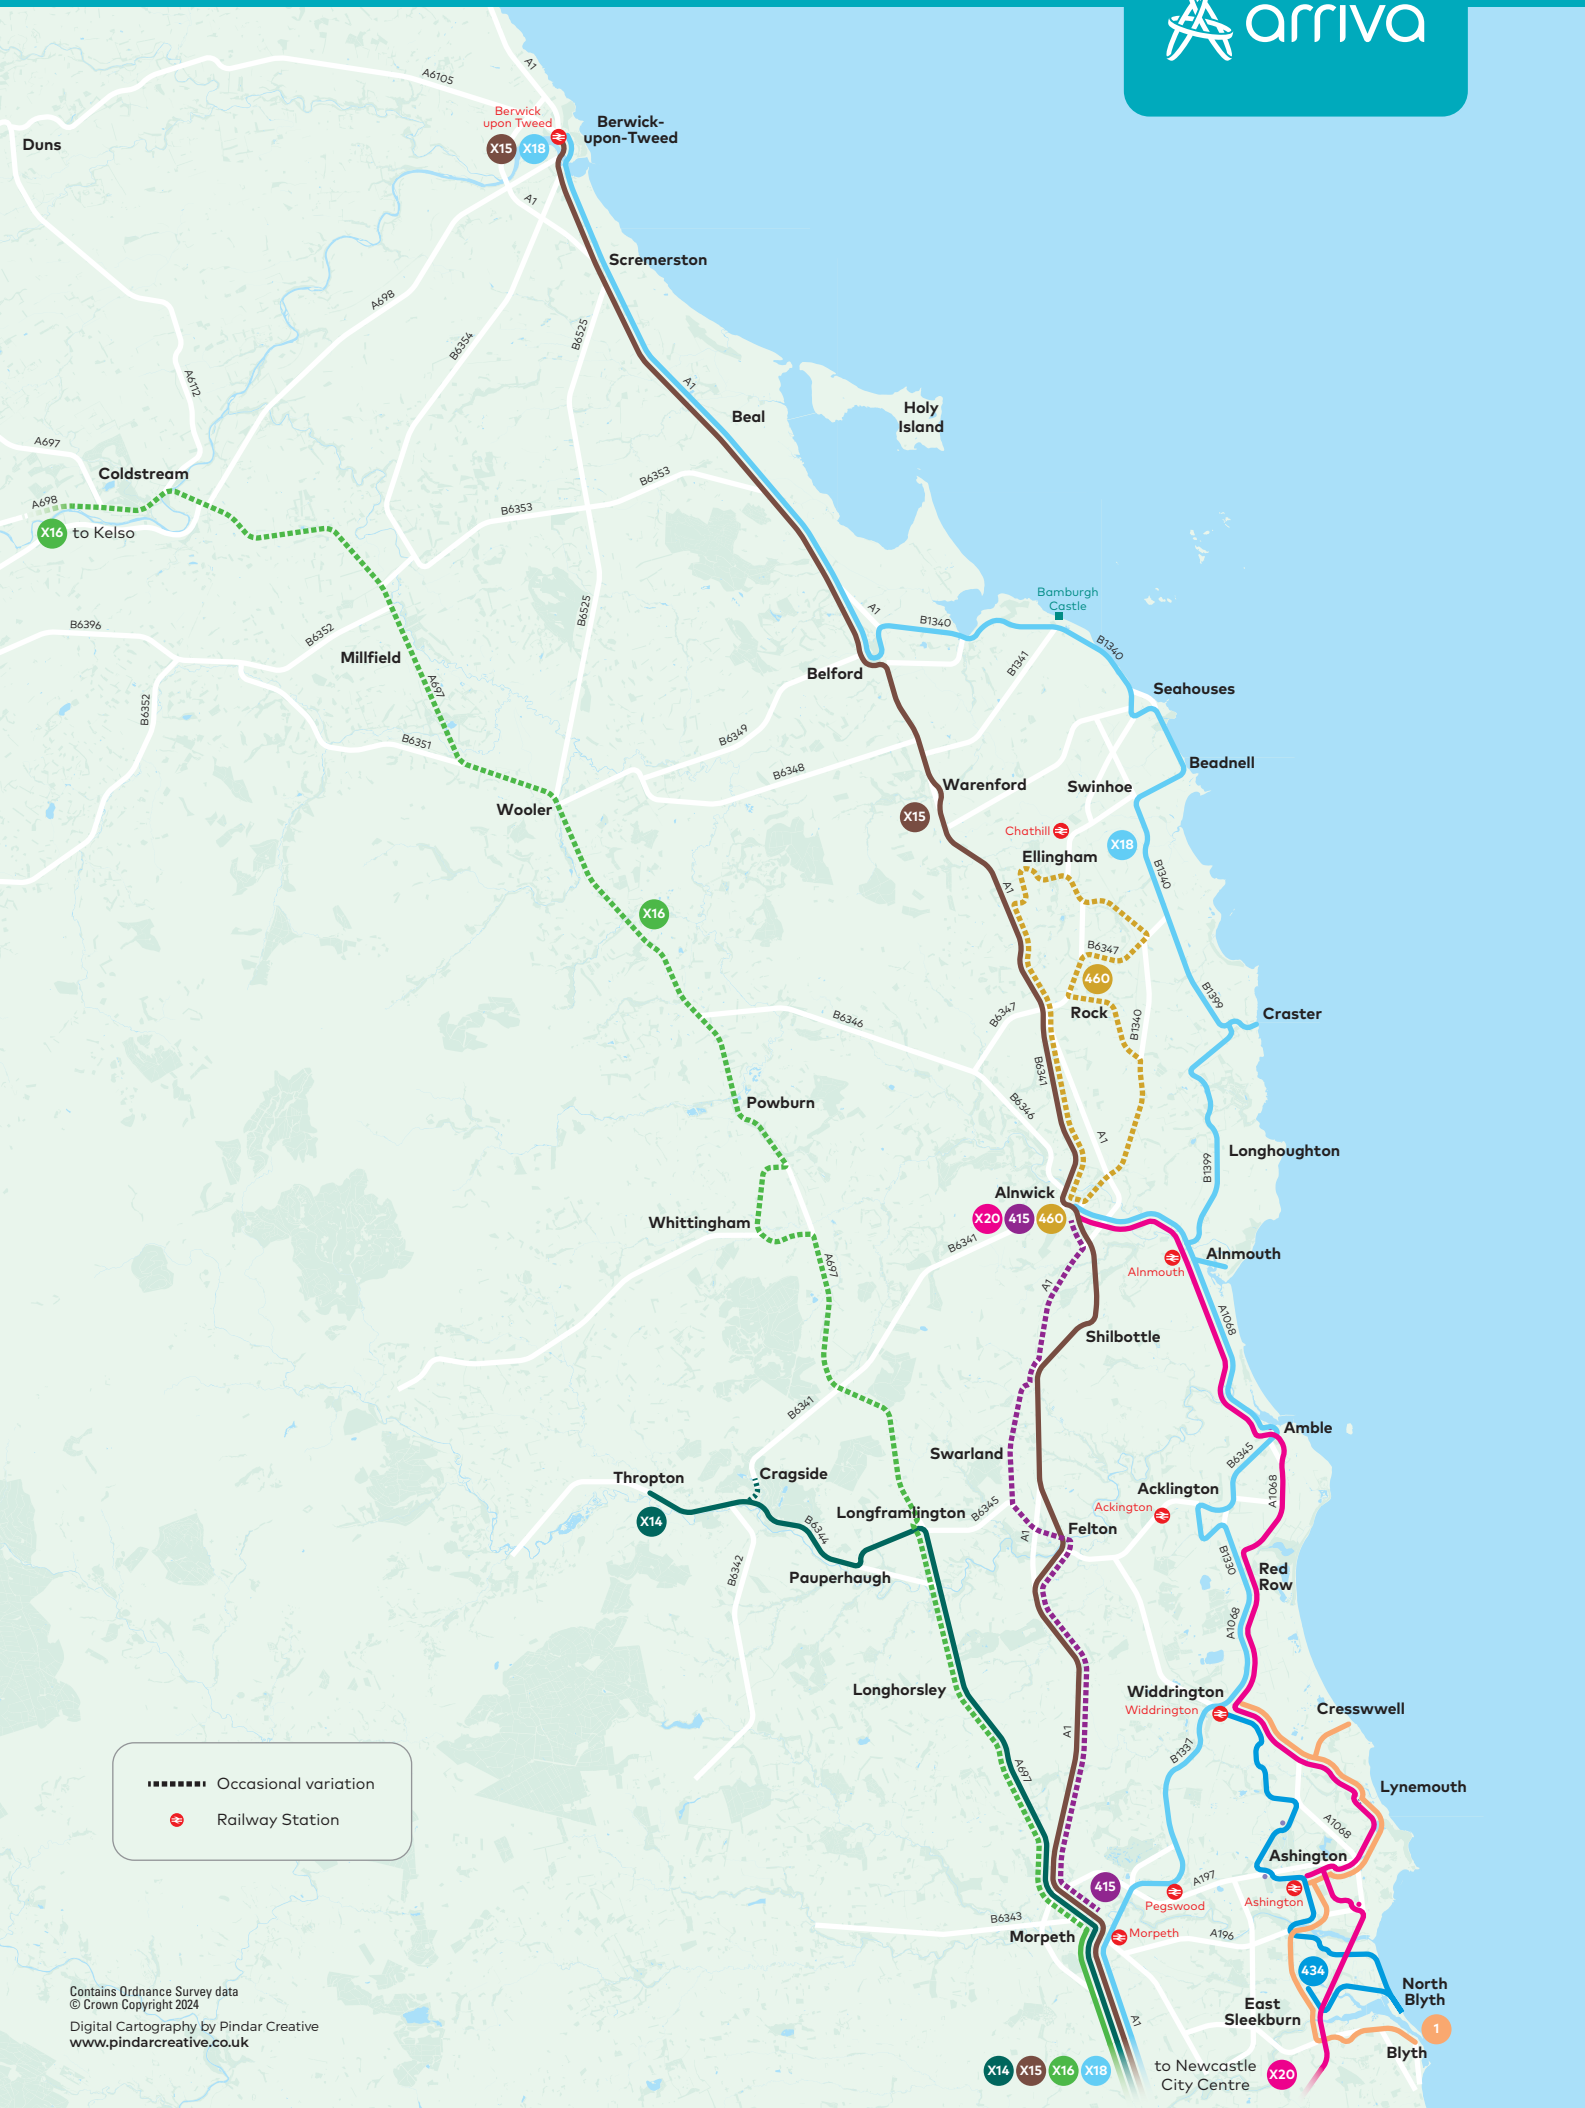 arriva
A1
A6105
Berwick
upon Tweed
Berwick-
upon-Tweed
Duns
X15
X18
A1
Scremerston
A698
B6354
B6525
A6112
A1
Beal
Holy
Island
A697
Coldstream
A698
X16
to Kelso
B6353
B6353
Bamburgh
Castle
A1
B1340
B1340
B6396
B6352
B6525
Millfield
B1341
Belford
A697
Seahouses
B6352
B6351
B6349
B6348
Beadnell
Warenford
Swinhoe
Wooler
X15
Chathill
X18
Ellingham
B1340
A1
X16
B6347
460
B1399
Rock
Craster
B6346
B6347
B1340
B6341
Powburn
B6346
A1
Longhoughton
B1399
Alnwick
X20
415
460
Whittingham
B6341
Alnmouth
A697
Alnmouth
A1
A1068
Shilbottle
B6341
Amble
Swarland
B6345
Thropton
Cragside
Acklington
A1068
Ackington
Longframlington
B6345
X14
B6344
A1
Felton
B6342
Pauperhaugh
B1330
Red
Row
A1068
Longhorsley
Widdrington
Widdrington
Cresswwell
A1
B1337
A697
Occasional variation
Railway Station
Lynemouth
A1068
Ashington
415
A197
Pegswood
Ashington
B6343
Morpeth
Morpeth
A196
434
North
Blyth
East
Sleekburn
Contains Ordnance Survey data
© Crown Copyright 2024
Digital Cartography by Pindar Creative
www.pindarcreative.co.uk
A1
1
Blyth
X14
X15
X16
X18
to Newcastle
City Centre
X20